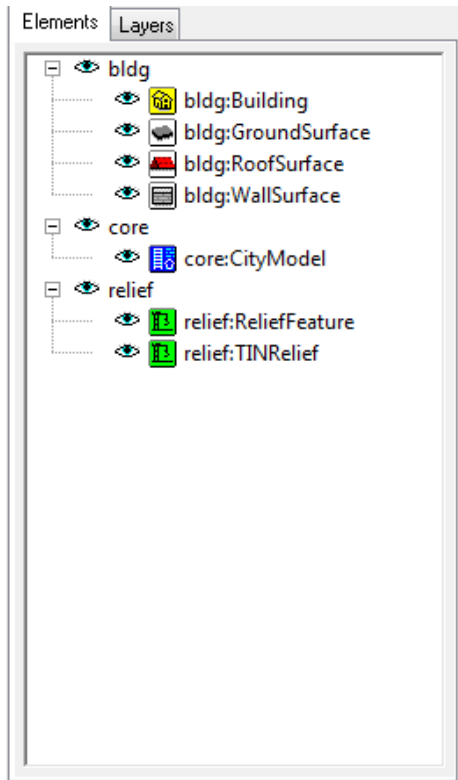 Elements Layers
bldg
bldg:Building
bldg:GroundSurface
bldg:RoofSurface
bldg:WallSurface
core
core:CityModel
relief
relief:ReliefFeature
relief:TINRelief